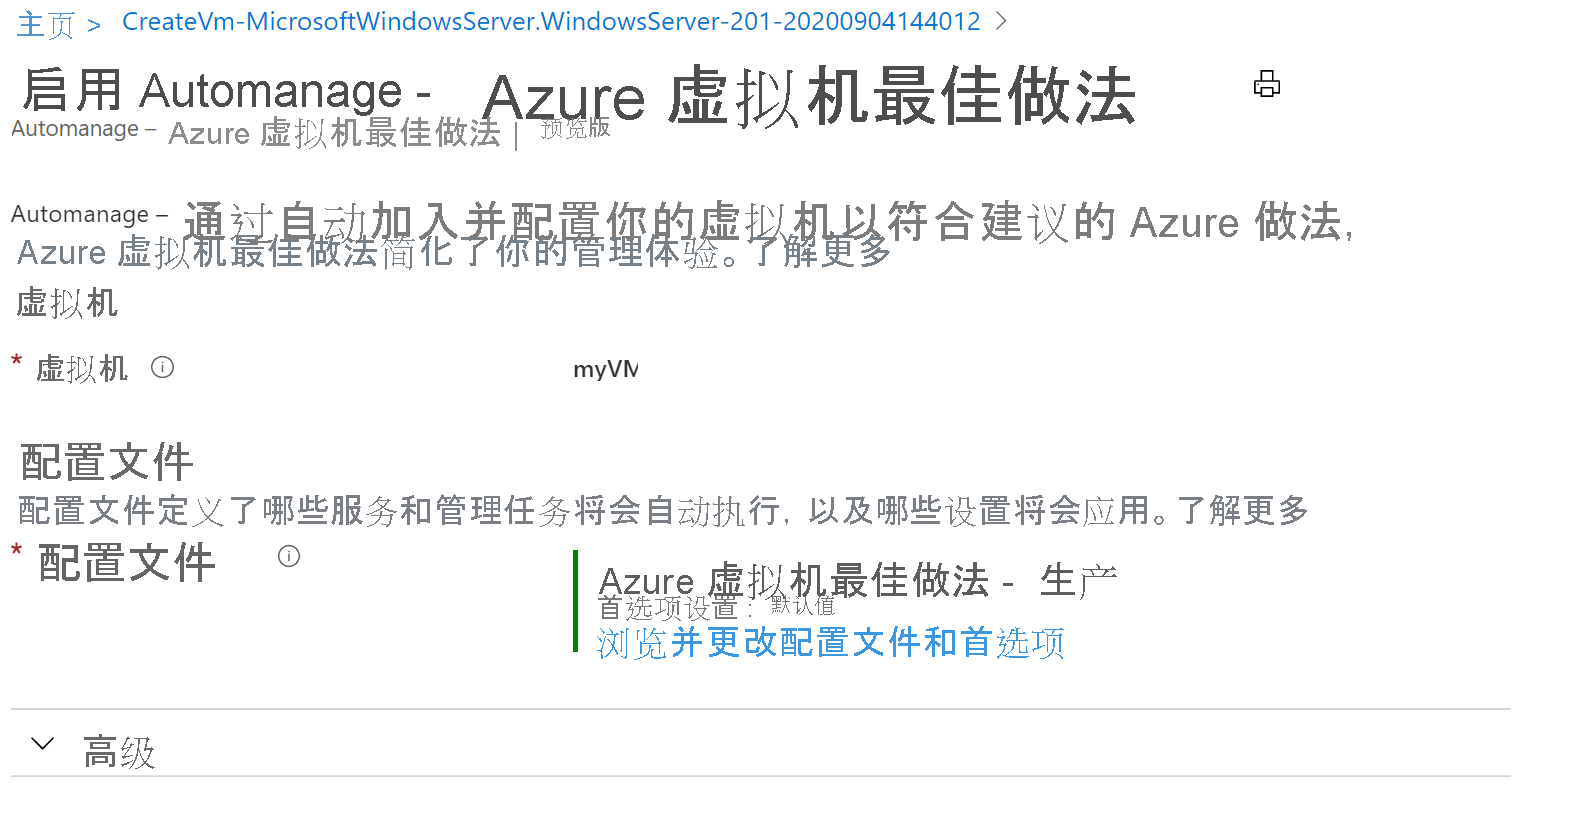 主页 > CreateVm-MicrosoftWindowsServer.WindowsServer-201-20200904144012 >
启用 Automanage - Azure 虚拟机最佳做法
Automanage – Azure 虚拟机最佳做法 | 预览版
Automanage – 通过自动加入并配置你的虚拟机以符合建议的 Azure 做法,
Azure 虚拟机最佳做法简化了你的管理体验。了解更多
虚拟机
* 虚拟机 myVM
配置文件
配置文件定义了哪些服务和管理任务将会自动执行, 以及哪些设置将会应用。了解更多
* 配置文件
Azure 虚拟机最佳做法 - 生产
首选项设置: 默认值
浏览并更改配置文件和首选项
高级